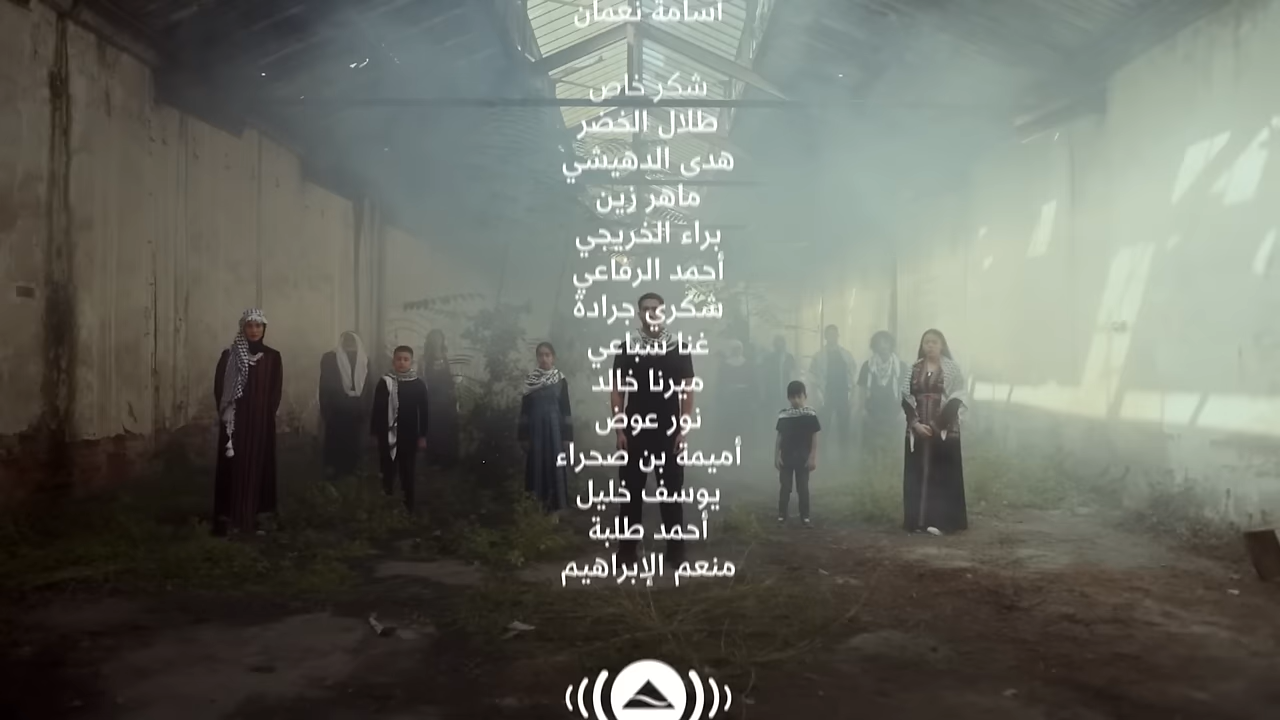 أسامة نعمان
شكر خاص
طلال الخضر
هدى الدهيشي
ماهر زين
براء الخريجي
أحمد الرفاعي
شكري جرادة
غنا سباعي
ميرنا خالد
نور عوض
أميمة بن صحراء
يوسف خليل
أحمد طلبة
منعم الإبراهيم